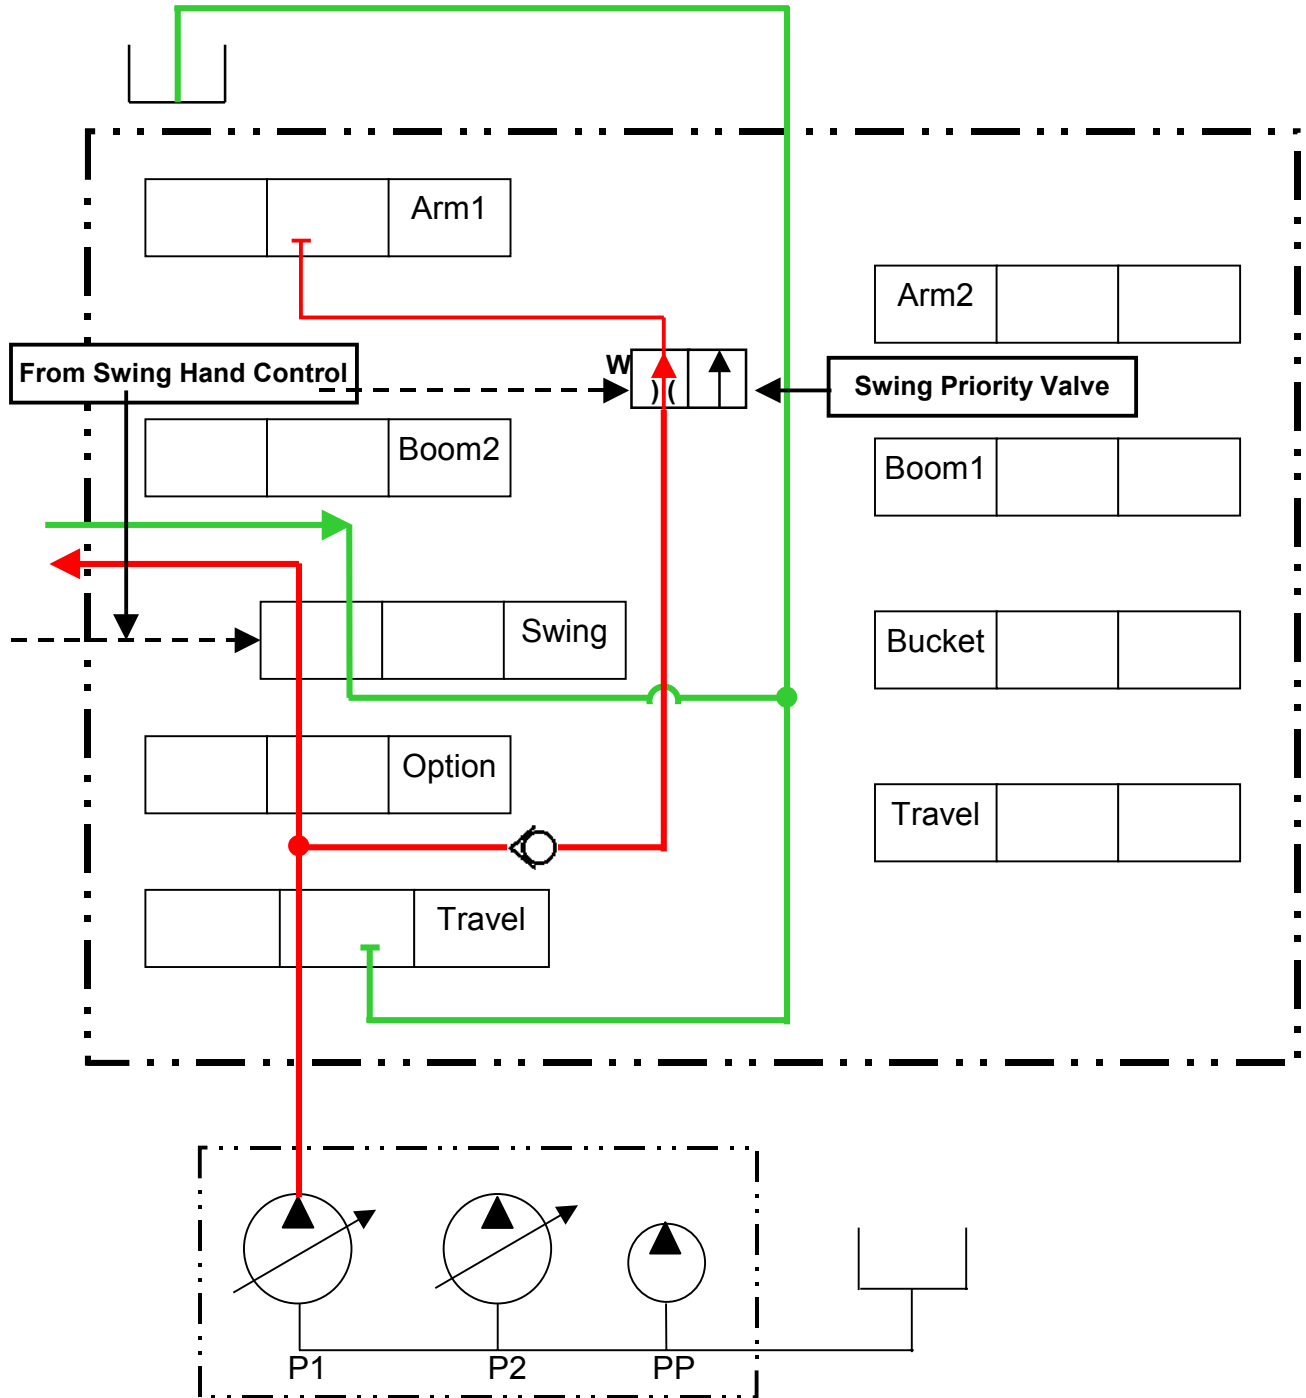 Arm1
Arm2
W
From Swing Hand Control
Swing Priority Valve
Boom2
Boom1
Swing
Bucket
Option
Travel
Travel
P1
P2
PP